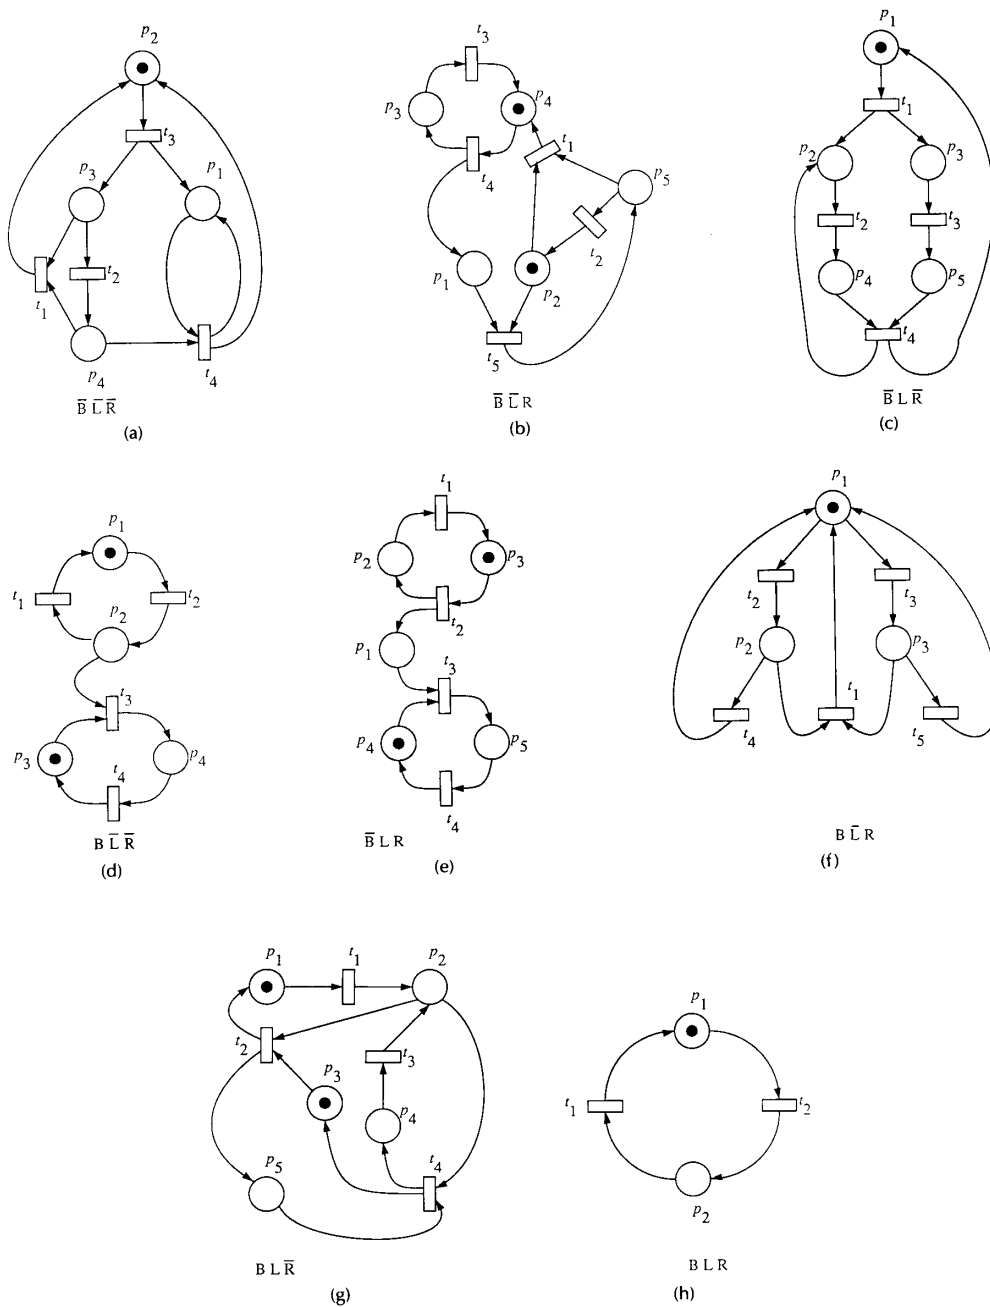 p2
t3
p3
p1
t2
t1
p4
t4
B̅ L̅ R̅
(a)
t3
p3
p4
t1
t4
p5
t2
p1
p2
t5
B̅ L̅ R
(b)
p1
t1
p2
p3
t2
t3
p4
p5
t4
B̅ L R̅
(c)
p1
t1
t2
p2
t3
p3
p4
t4
B L̅ R̅
(d)
t1
p2
p3
t2
p1
t3
p4
p5
t4
B̅ L R
(e)
p1
t2
t3
p2
p3
t1
t4
t5
B L̅ R
(f)
p1
t1
p2
t2
t3
p3
p4
p5
t4
B L R̅
(g)
p1
t1
t2
p2
B L R
(h)